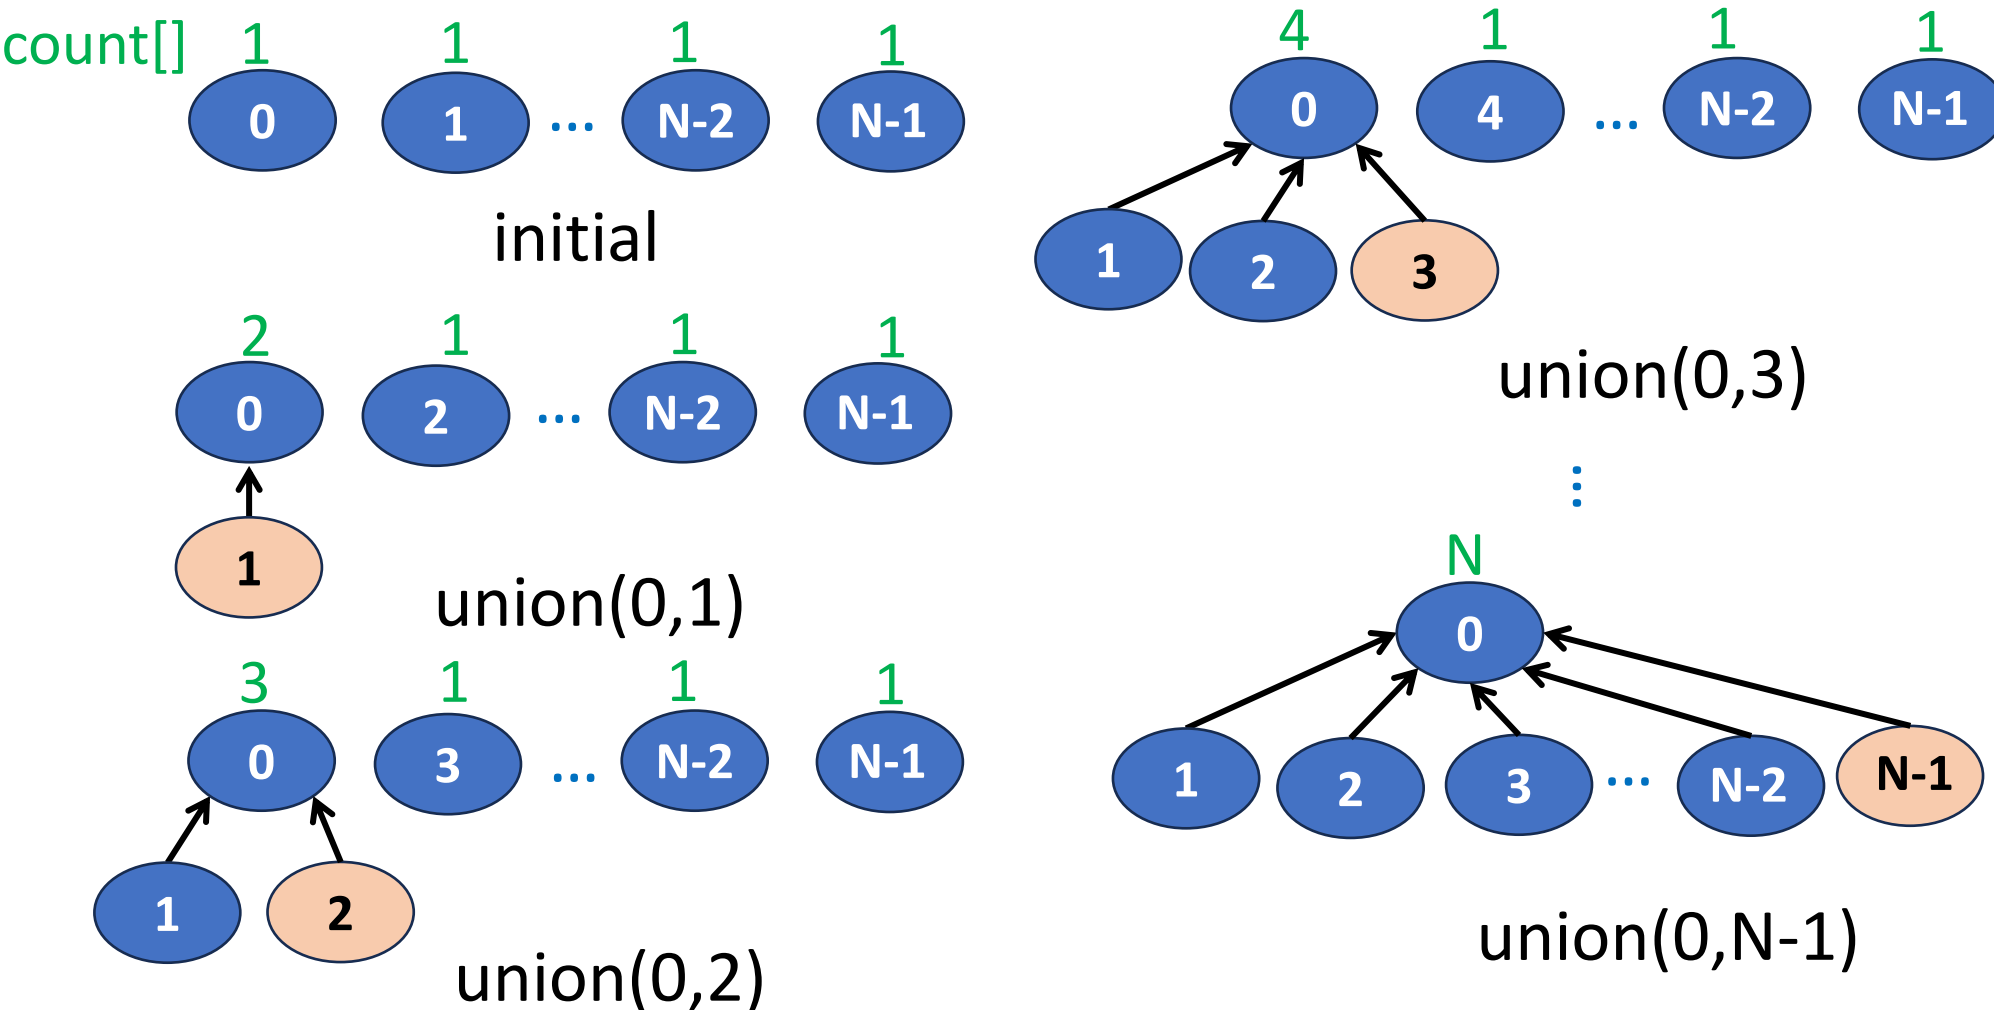 count[] 1 1 1 1
0 1 ... N-2 N-1
initial
2 1 1 1
0 2 ... N-2 N-1
1
union(0,1)
3 1 1 1
0 3 ... N-2 N-1
1 2
union(0,2)
4 1 1 1
0 4 ... N-2 N-1
1 2 3
union(0,3)
...
N
0
1 2 3 ... N-2 N-1
union(0,N-1)